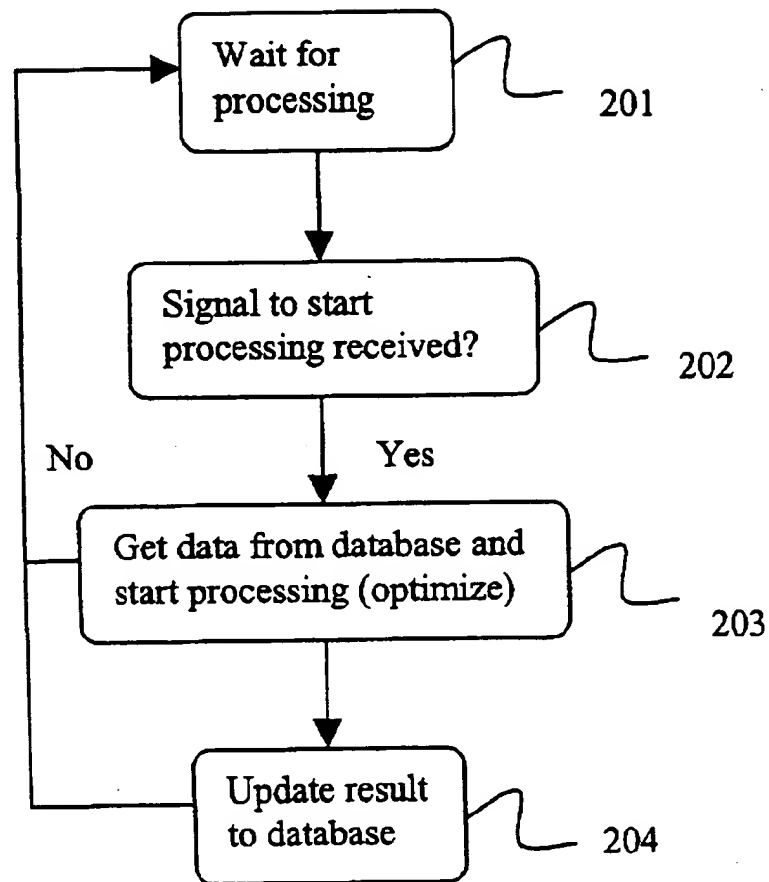 Wait for
processing
201
Signal to start
processing received?
202
No
Yes
Get data from database and
start processing (optimize)
203
Update result
to database
204